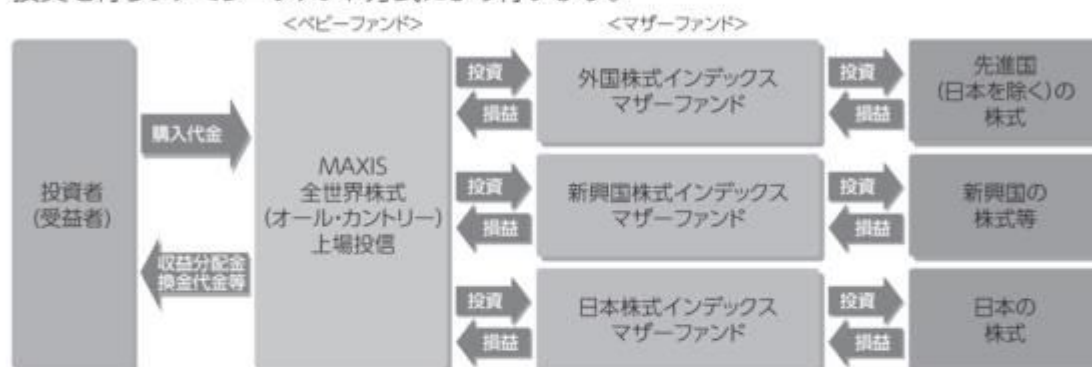 <ベビーファンド>
<マザーファンド>
投資者
(受益者)
購入代金
収益分配金
換金代金等
MAXIS
全世界株式
(オール・カントリー)
上場投信
投資
損益
外国株式インデックス
マザーファンド
投資
損益
先進国
(日本を除く)の
株式
投資
損益
新興国株式インデックス
マザーファンド
投資
損益
新興国の
株式等
投資
損益
日本株式インデックス
マザーファンド
投資
損益
日本の
株式